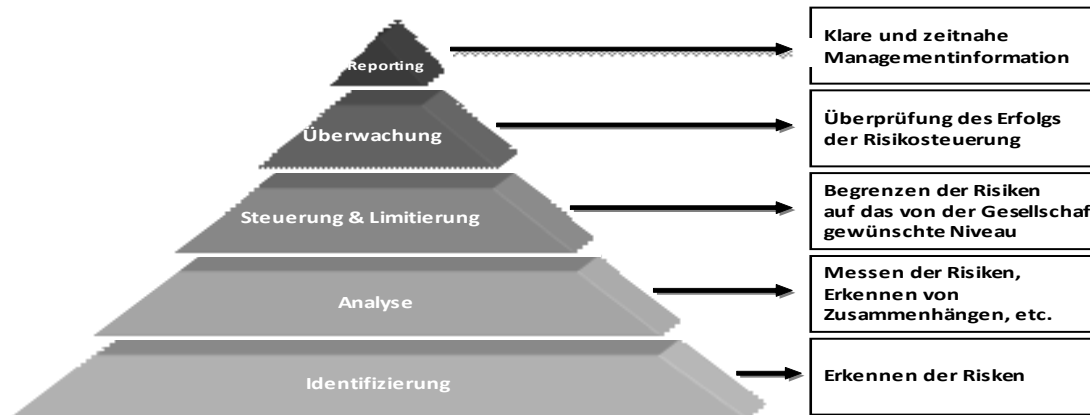 Reporting
Klare und zeitnahe
Managementinformation
Überwachung
Überprüfung des Erfolgs
der Risikosteuerung
Steuerung & Limitierung
Begrenzen der Risiken
auf das von der Gesellschaf
gewünschte Niveau
Analyse
Messen der Risiken,
Erkennen von
Zusammenhängen, etc.
Identifizierung
Erkennen der Risken